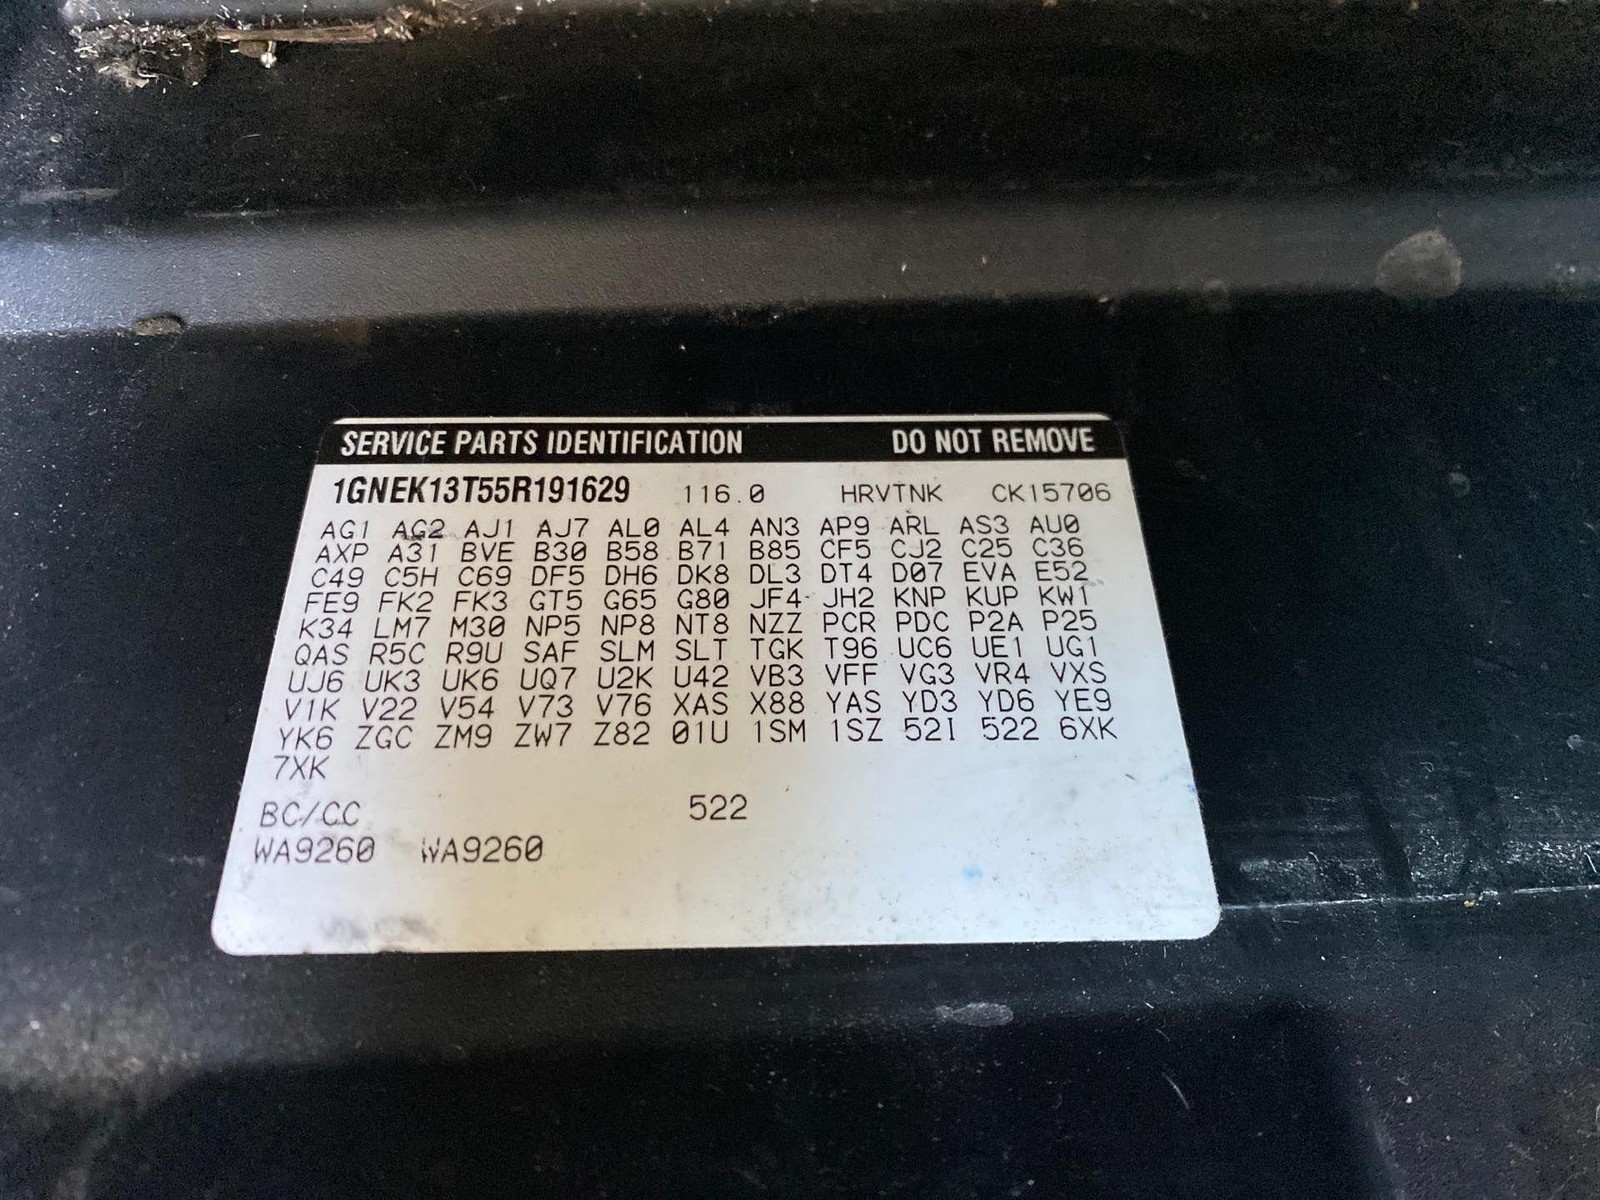 SERVICE PARTS IDENTIFICATION DO NOT REMOVE
1GNEK13T55R191629 116.0 HRVTNK CK15706
AG1 AG2 AJ1 AJ7 AL0 AL4 AN3 AP9 ARL AS3 AU0
AXP A31 BVE B30 B58 B71 B85 CF5 CJ2 C25 C36
C49 C5H C69 DF5 DH6 DK8 DL3 DT4 D07 EVA E52
FE9 FK2 FK3 GT5 G65 G80 JF4 JH2 KNP KUP KW1
K34 LM7 M30 NP5 NP8 NT8 NZZ PCR PDC P2A P25
QAS R5C R9U SAF SLM SLT TGK T96 UC6 UE1 UG1
UJ6 UK3 UK6 UQ7 U2K U42 VB3 VFF VG3 VR4 VXS
V1K V22 V54 V73 V76 XAS X88 YAS YD3 YD6 YE9
YK6 ZGC ZM9 ZW7 Z82 01U 1SM 1SZ 52I 522 6XK
7XK
BC/CC 522
WA9260 WA9260